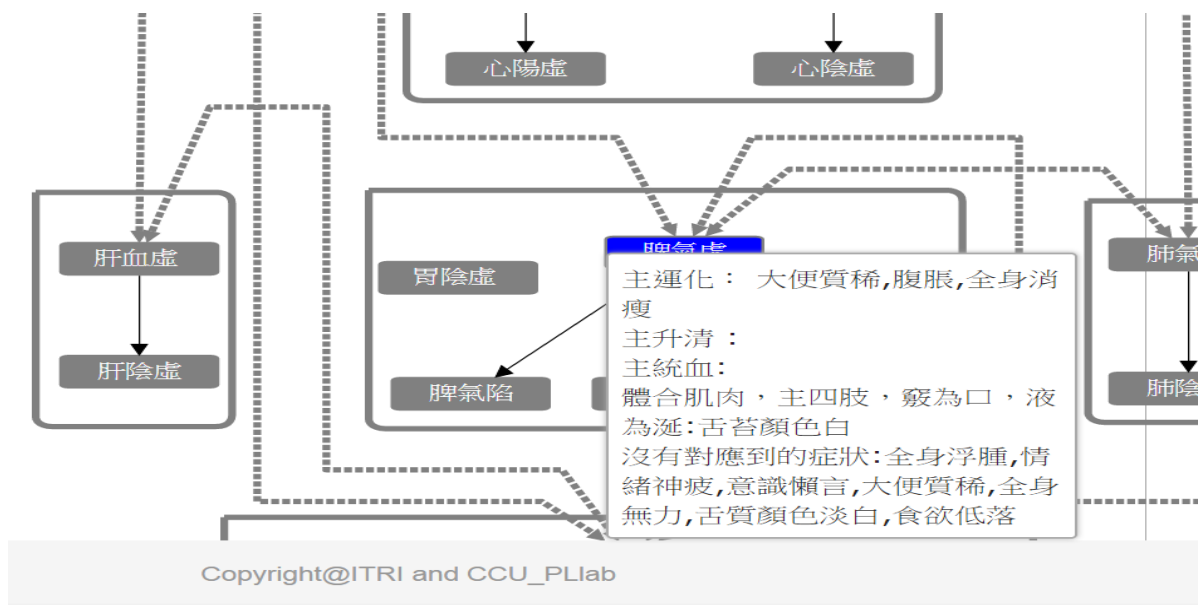 心陽虛
心陰虛
肝血虛
脾氣虛
肺氣
胃陰虛
主運化： 大便質稀,腹脹,全身消
瘦
主升清：
主統血:
體合肌肉，主四肢，竅為口，液
為涎:舌苔顏色白
沒有對應到的症狀:全身浮腫,情
緒神疲,意識懶言,大便質稀,全身
無力,舌質顏色淡白,食欲低落
肝陰虛
脾氣陷
肺陰
Copyright@ITRI and CCU_PLlab